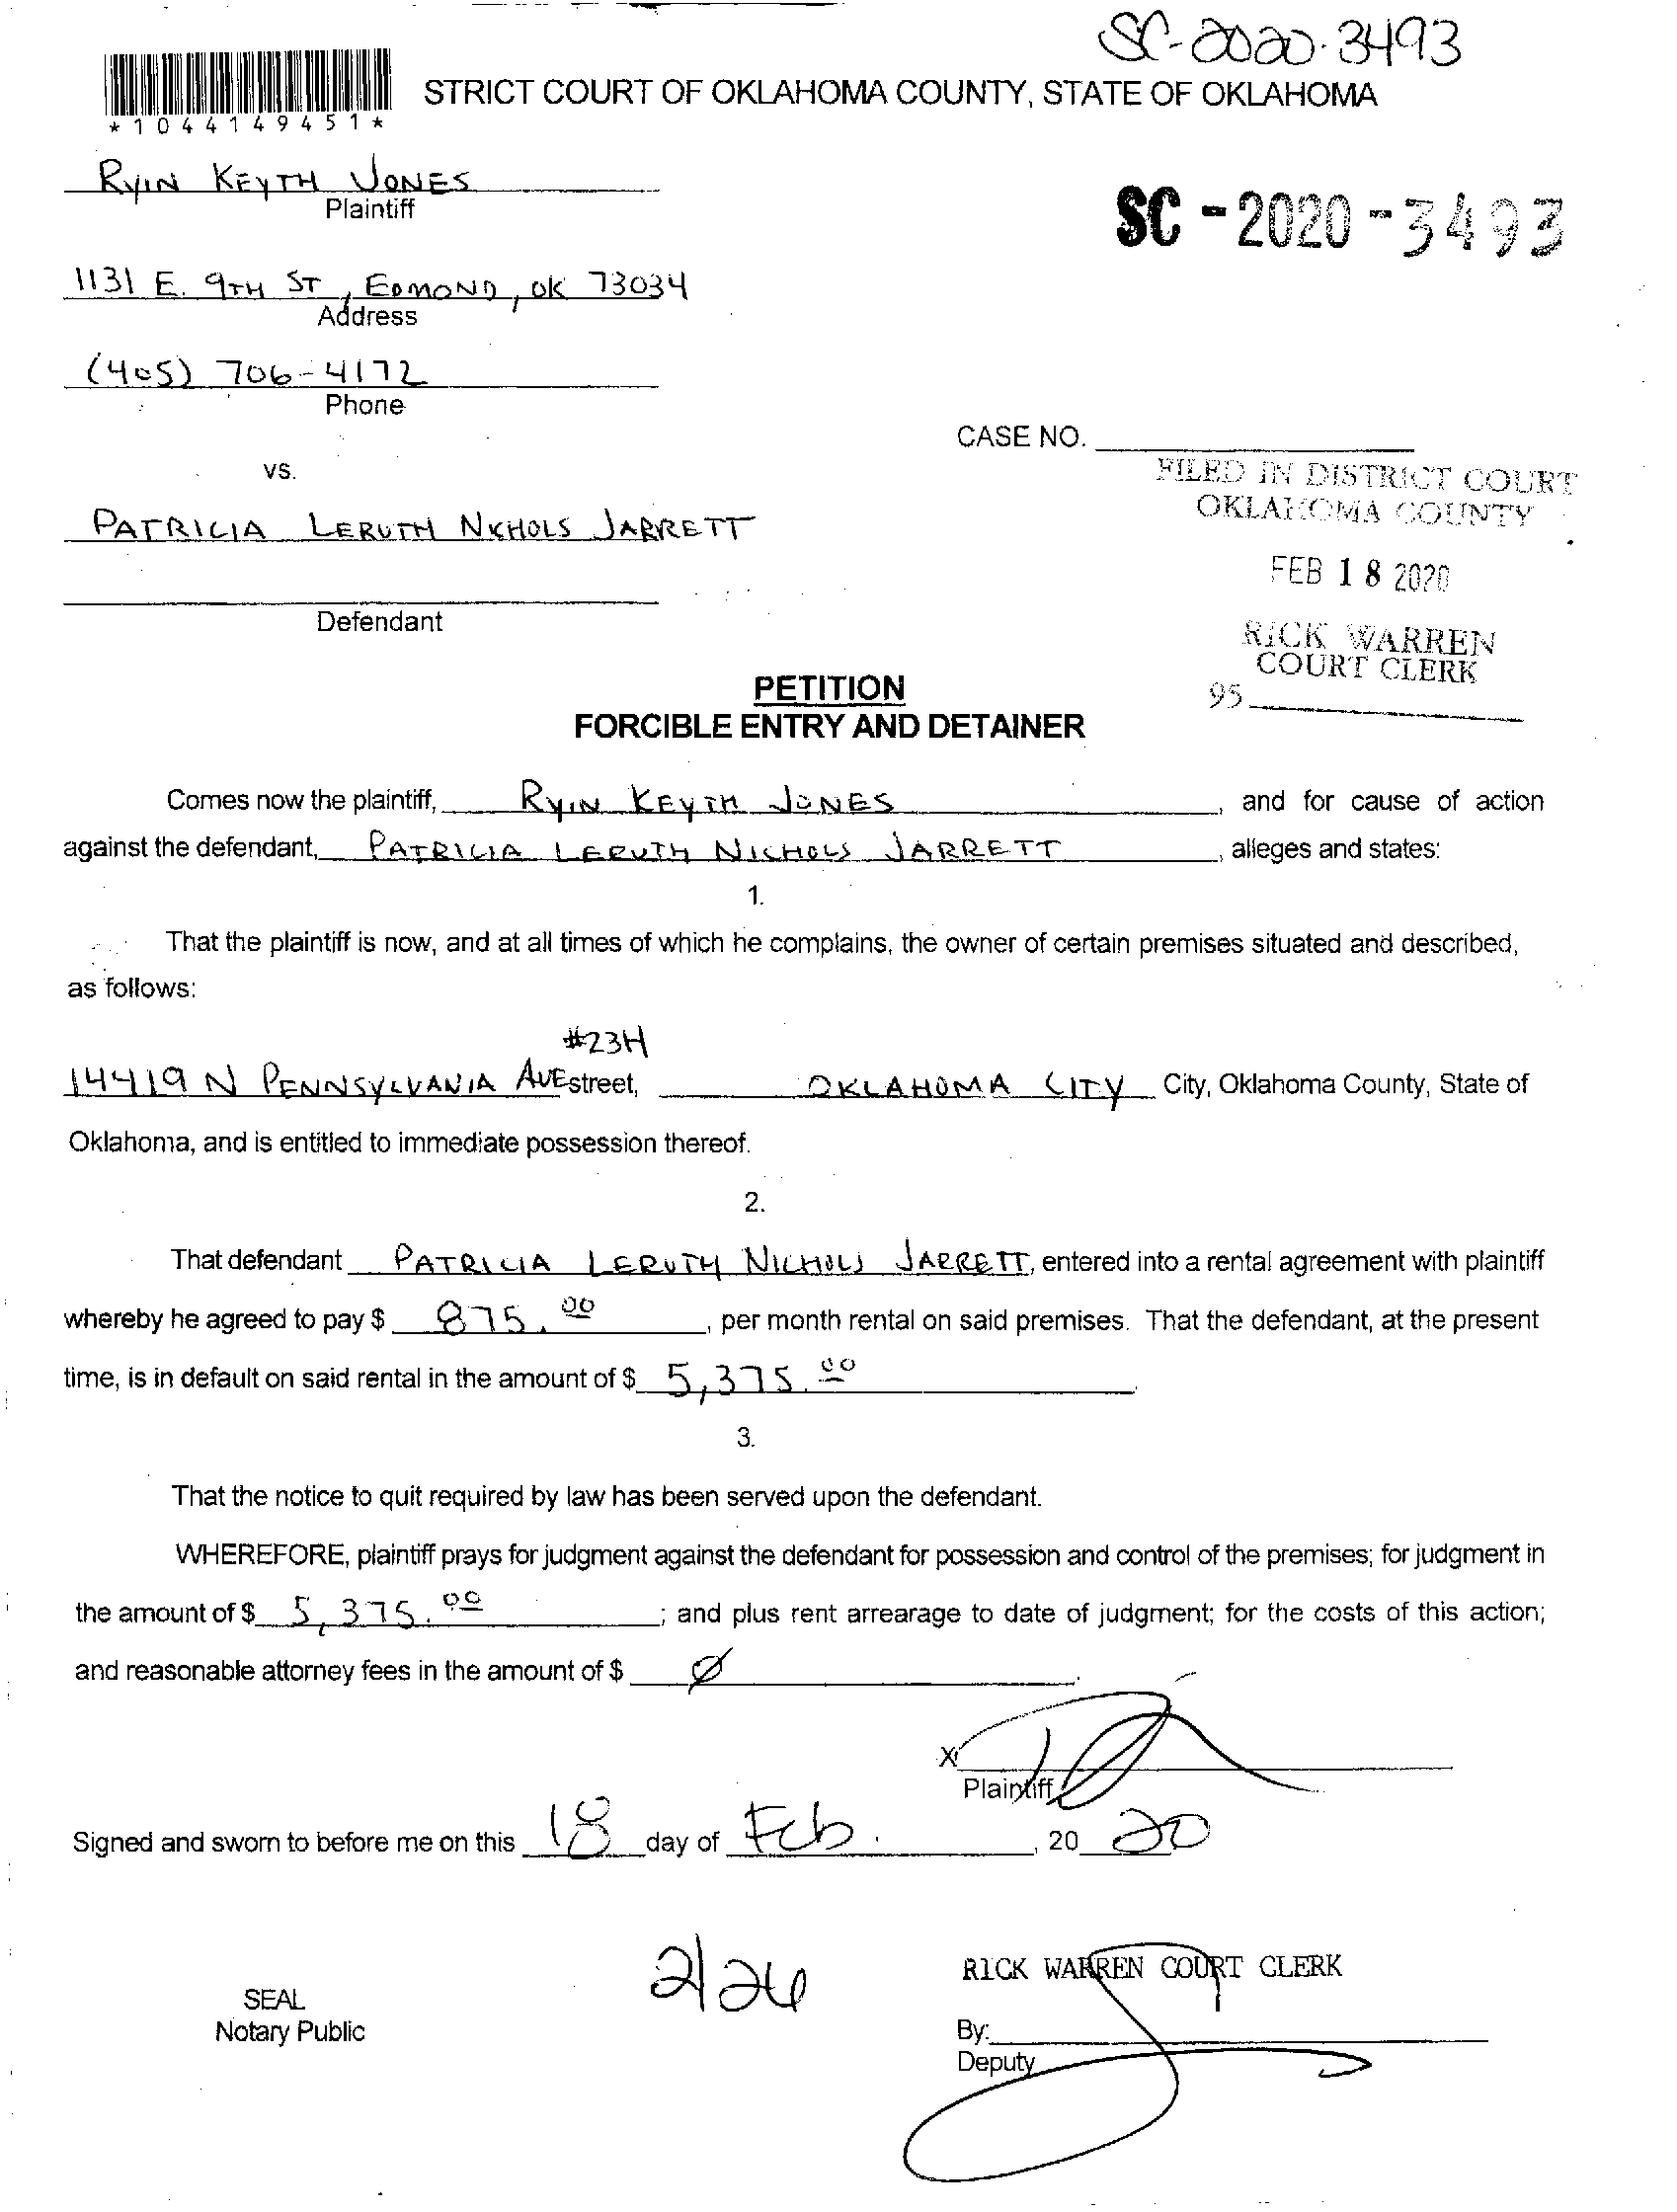 SC-2020-3493
*1044149451*
STRICT COURT OF OKLAHOMA COUNTY, STATE OF OKLAHOMA
RYIN KEYTH JONES
Plaintiff
SC-2020-3493
1131 E. 9TH ST, EDMOND, OK 73034
Address
(405) 706-4172
Phone
CASE NO.
vs.
FILED IN DISTRICT COURT
OKLAHOMA COUNTY
PATRICIA LERUTH NICHOLS JARRETT
FEB 18 2020
Defendant
RICK WARREN
COURT CLERK
95
PETITION
FORCIBLE ENTRY AND DETAINER
Comes now the plaintiff, RYIN KEYTH JONES, and for cause of action
against the defendant, PATRICIA LERUTH NICHOLS JARRETT, alleges and states:
1.
That the plaintiff is now, and at all times of which he complains, the owner of certain premises situated and described,
as follows:
#23H
14419 N PENNSYLVANIA AVE street, OKLAHOMA CITY City, Oklahoma County, State of
Oklahoma, and is entitled to immediate possession thereof.
2.
That defendant PATRICIA LERUTH NICHOLS JARRETT, entered into a rental agreement with plaintiff
whereby he agreed to pay $ 875.00, per month rental on said premises. That the defendant, at the present
time, is in default on said rental in the amount of $ 5,375.00
3.
That the notice to quit required by law has been served upon the defendant.
WHEREFORE, plaintiff prays for judgment against the defendant for possession and control of the premises; for judgment in
the amount of $ 5,375.00; and plus rent arrearage to date of judgment; for the costs of this action;
and reasonable attorney fees in the amount of $ Ø.
X
Plaintiff
Signed and sworn to before me on this 18 day of Feb., 20 20
2/26
RICK WARREN COURT CLERK
SEAL
Notary Public
By:
Deputy